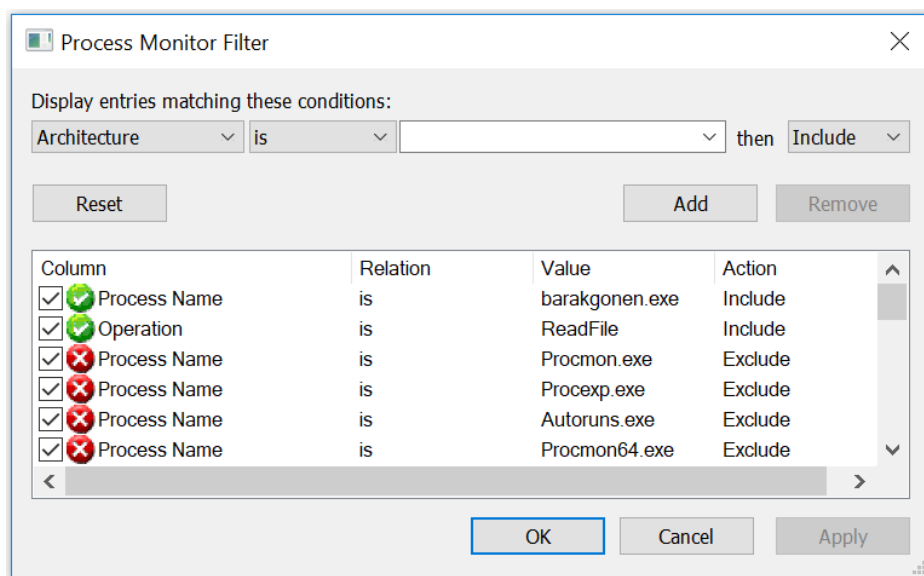 Process Monitor Filter
Display entries matching these conditions:
Architecture is then Include
Reset Add Remove
Column Relation Value Action
Process Name is barakgonen.exe Include
Operation is ReadFile Include
Process Name is Procmon.exe Exclude
Process Name is Procexp.exe Exclude
Process Name is Autoruns.exe Exclude
Process Name is Procmon64.exe Exclude
OK Cancel Apply